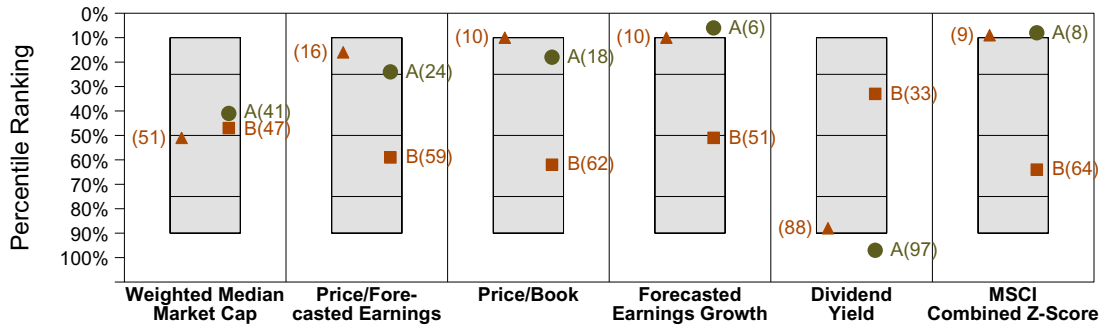 Percentile Ranking
0%
10%
20%
30%
40%
50%
60%
70%
80%
90%
100%
(51)
A(41)
B(47)
(16)
A(24)
B(59)
(10)
A(18)
B(62)
(10)
A(6)
B(51)
(88)
B(33)
A(97)
(9)
A(8)
B(64)
Weighted Median
Market Cap
Price/Fore-
casted Earnings
Price/Book
Forecasted
Earnings Growth
Dividend
Yield
MSCI
Combined Z-Score